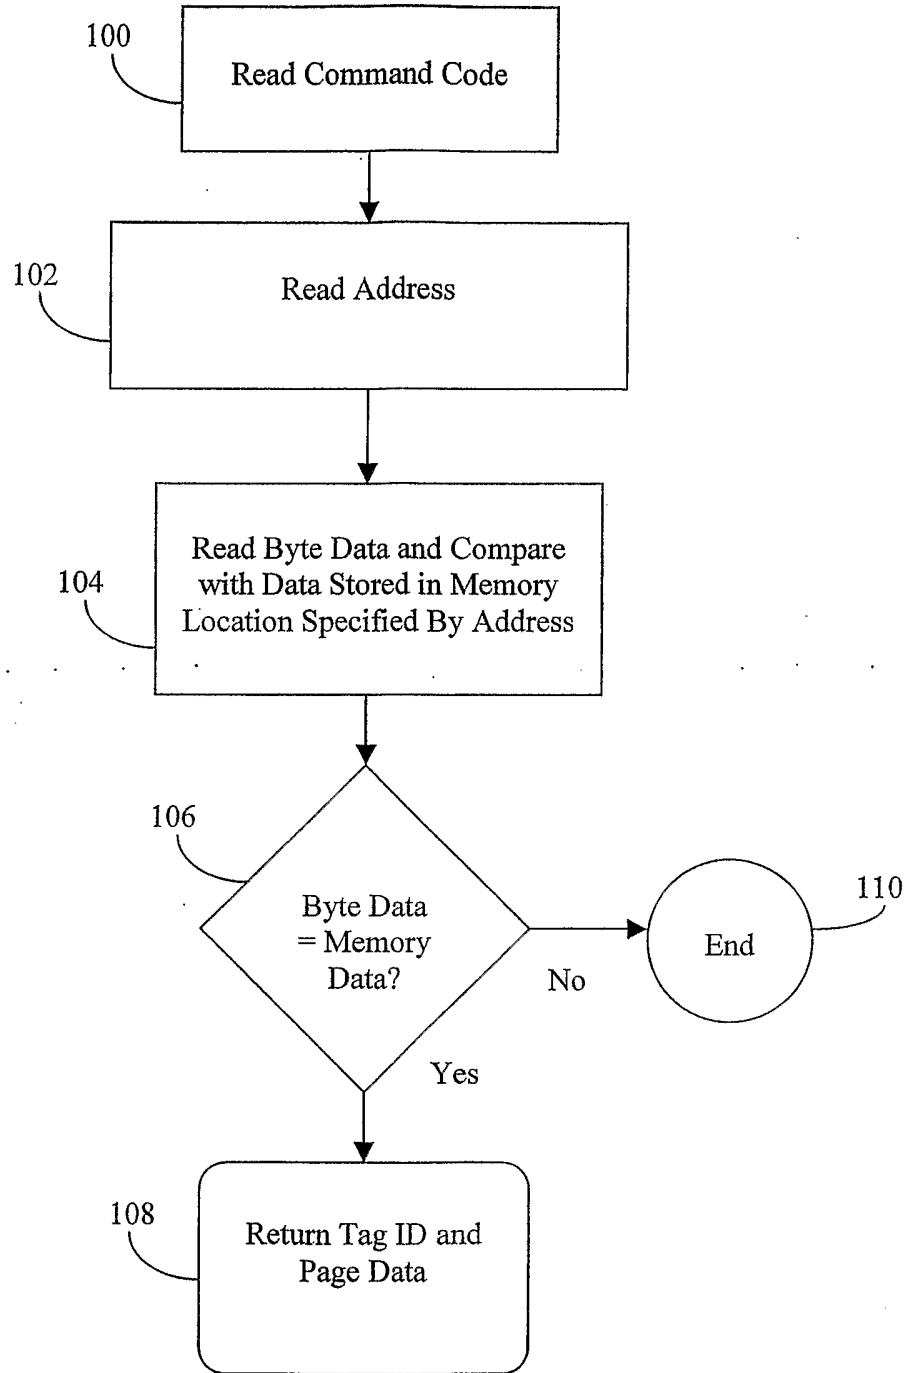 100
Read Command Code
102
Read Address
104
Read Byte Data and Compare
with Data Stored in Memory
Location Specified By Address
106
Byte Data
= Memory
Data?
No
End
110
Yes
108
Return Tag ID and
Page Data